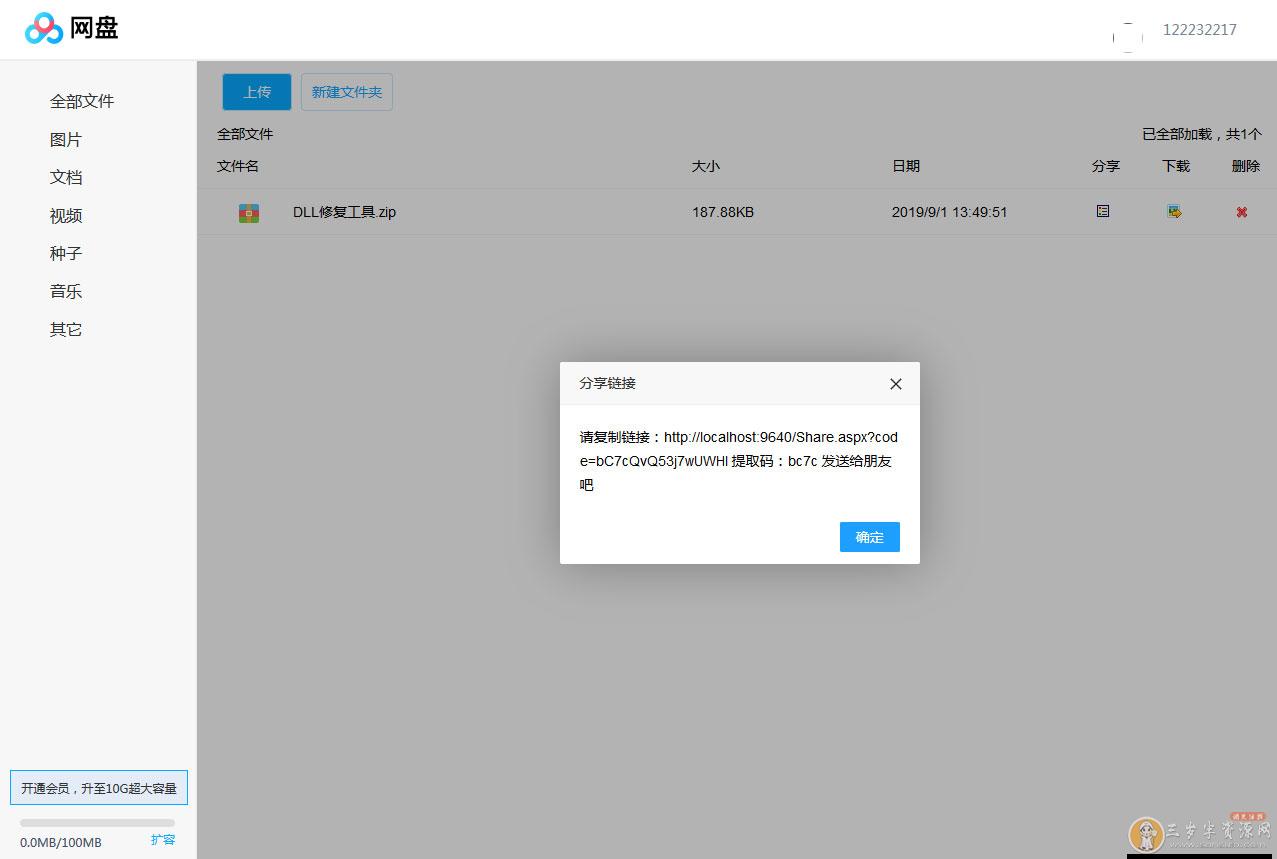 网盘
122232217
全部文件
图片
文档
视频
种子
音乐
其它
上传 新建文件夹
全部文件 已全部加载，共1个
文件名 大小 日期 分享 下载 删除
DLL修复工具.zip 187.88KB 2019/9/1 13:49:51
分享链接
请复制链接：http://localhost:9640/Share.aspx?cod
e=bC7cQvQ53j7wUWHl 提取码：bc7c 发送给朋友
吧
确定
开通会员，升至10G超大容量
0.0MB/100MB 扩容
三岁半资源网